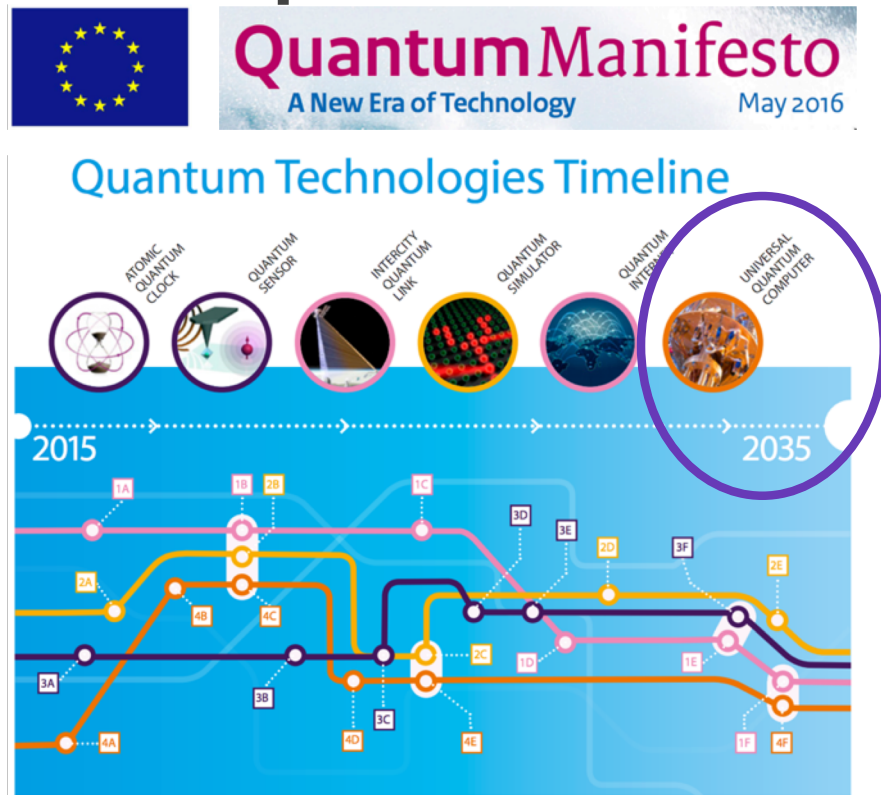 QuantumManifesto
A New Era of Technology
May 2016
Quantum Technologies Timeline
ATOMIC
QUANTUM
CLOCK
QUANTUM
SENSOR
INTERCITY
QUANTUM
LINK
QUANTUM
SIMULATOR
QUANTUM
UNIVERSAL
QUANTUM
COMPUTER
2015
2035
1A
1B
2B
1C
3D
3E
2D
3F
2E
2A
4B
4C
2C
1D
1E
3A
3B
3C
4A
4D
4E
1F
4F